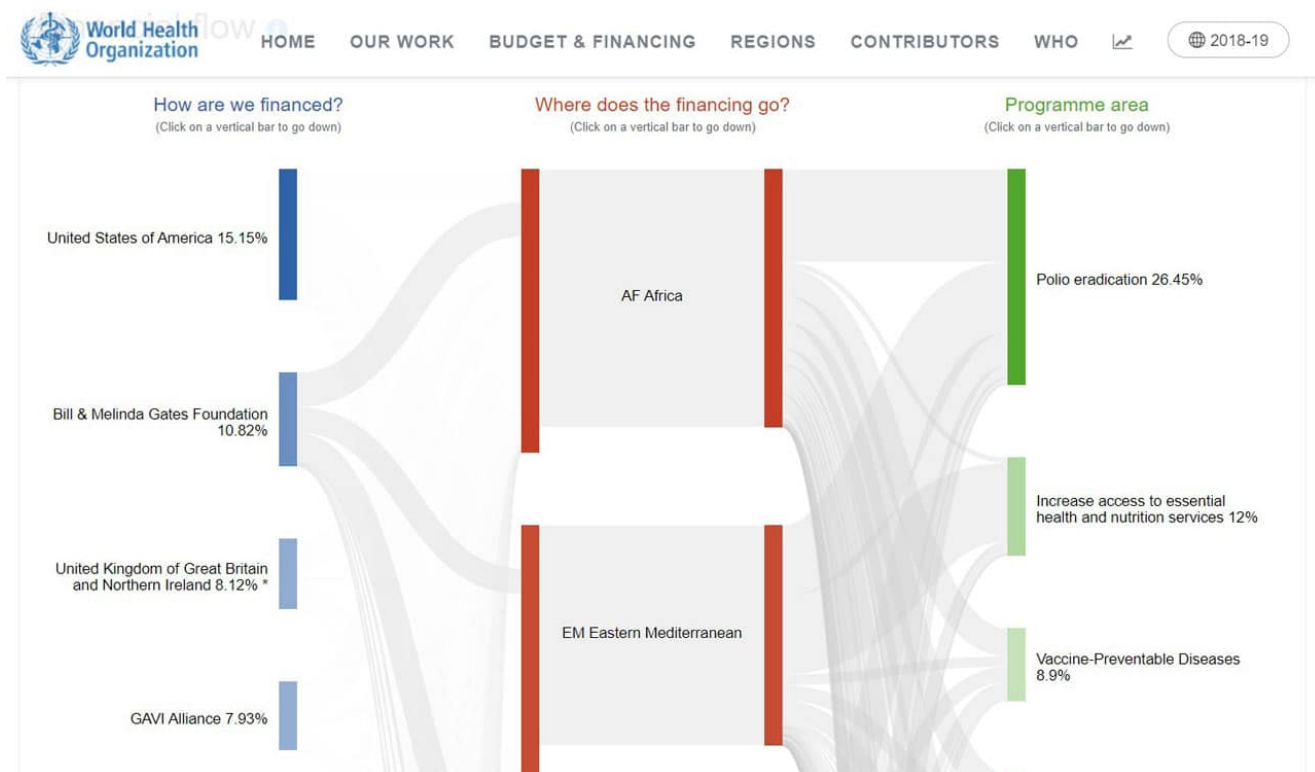 World Health
Organization
flow
HOME
OUR WORK
BUDGET & FINANCING
REGIONS
CONTRIBUTORS
WHO
2018-19
How are we financed?
(Click on a vertical bar to go down)
United States of America 15.15%
Bill & Melinda Gates Foundation
10.82%
United Kingdom of Great Britain
and Northern Ireland 8.12% *
GAVI Alliance 7.93%
Where does the financing go?
(Click on a vertical bar to go down)
AF Africa
EM Eastern Mediterranean
Programme area
(Click on a vertical bar to go down)
Polio eradication 26.45%
Increase access to essential
health and nutrition services 12%
Vaccine-Preventable Diseases
8.9%